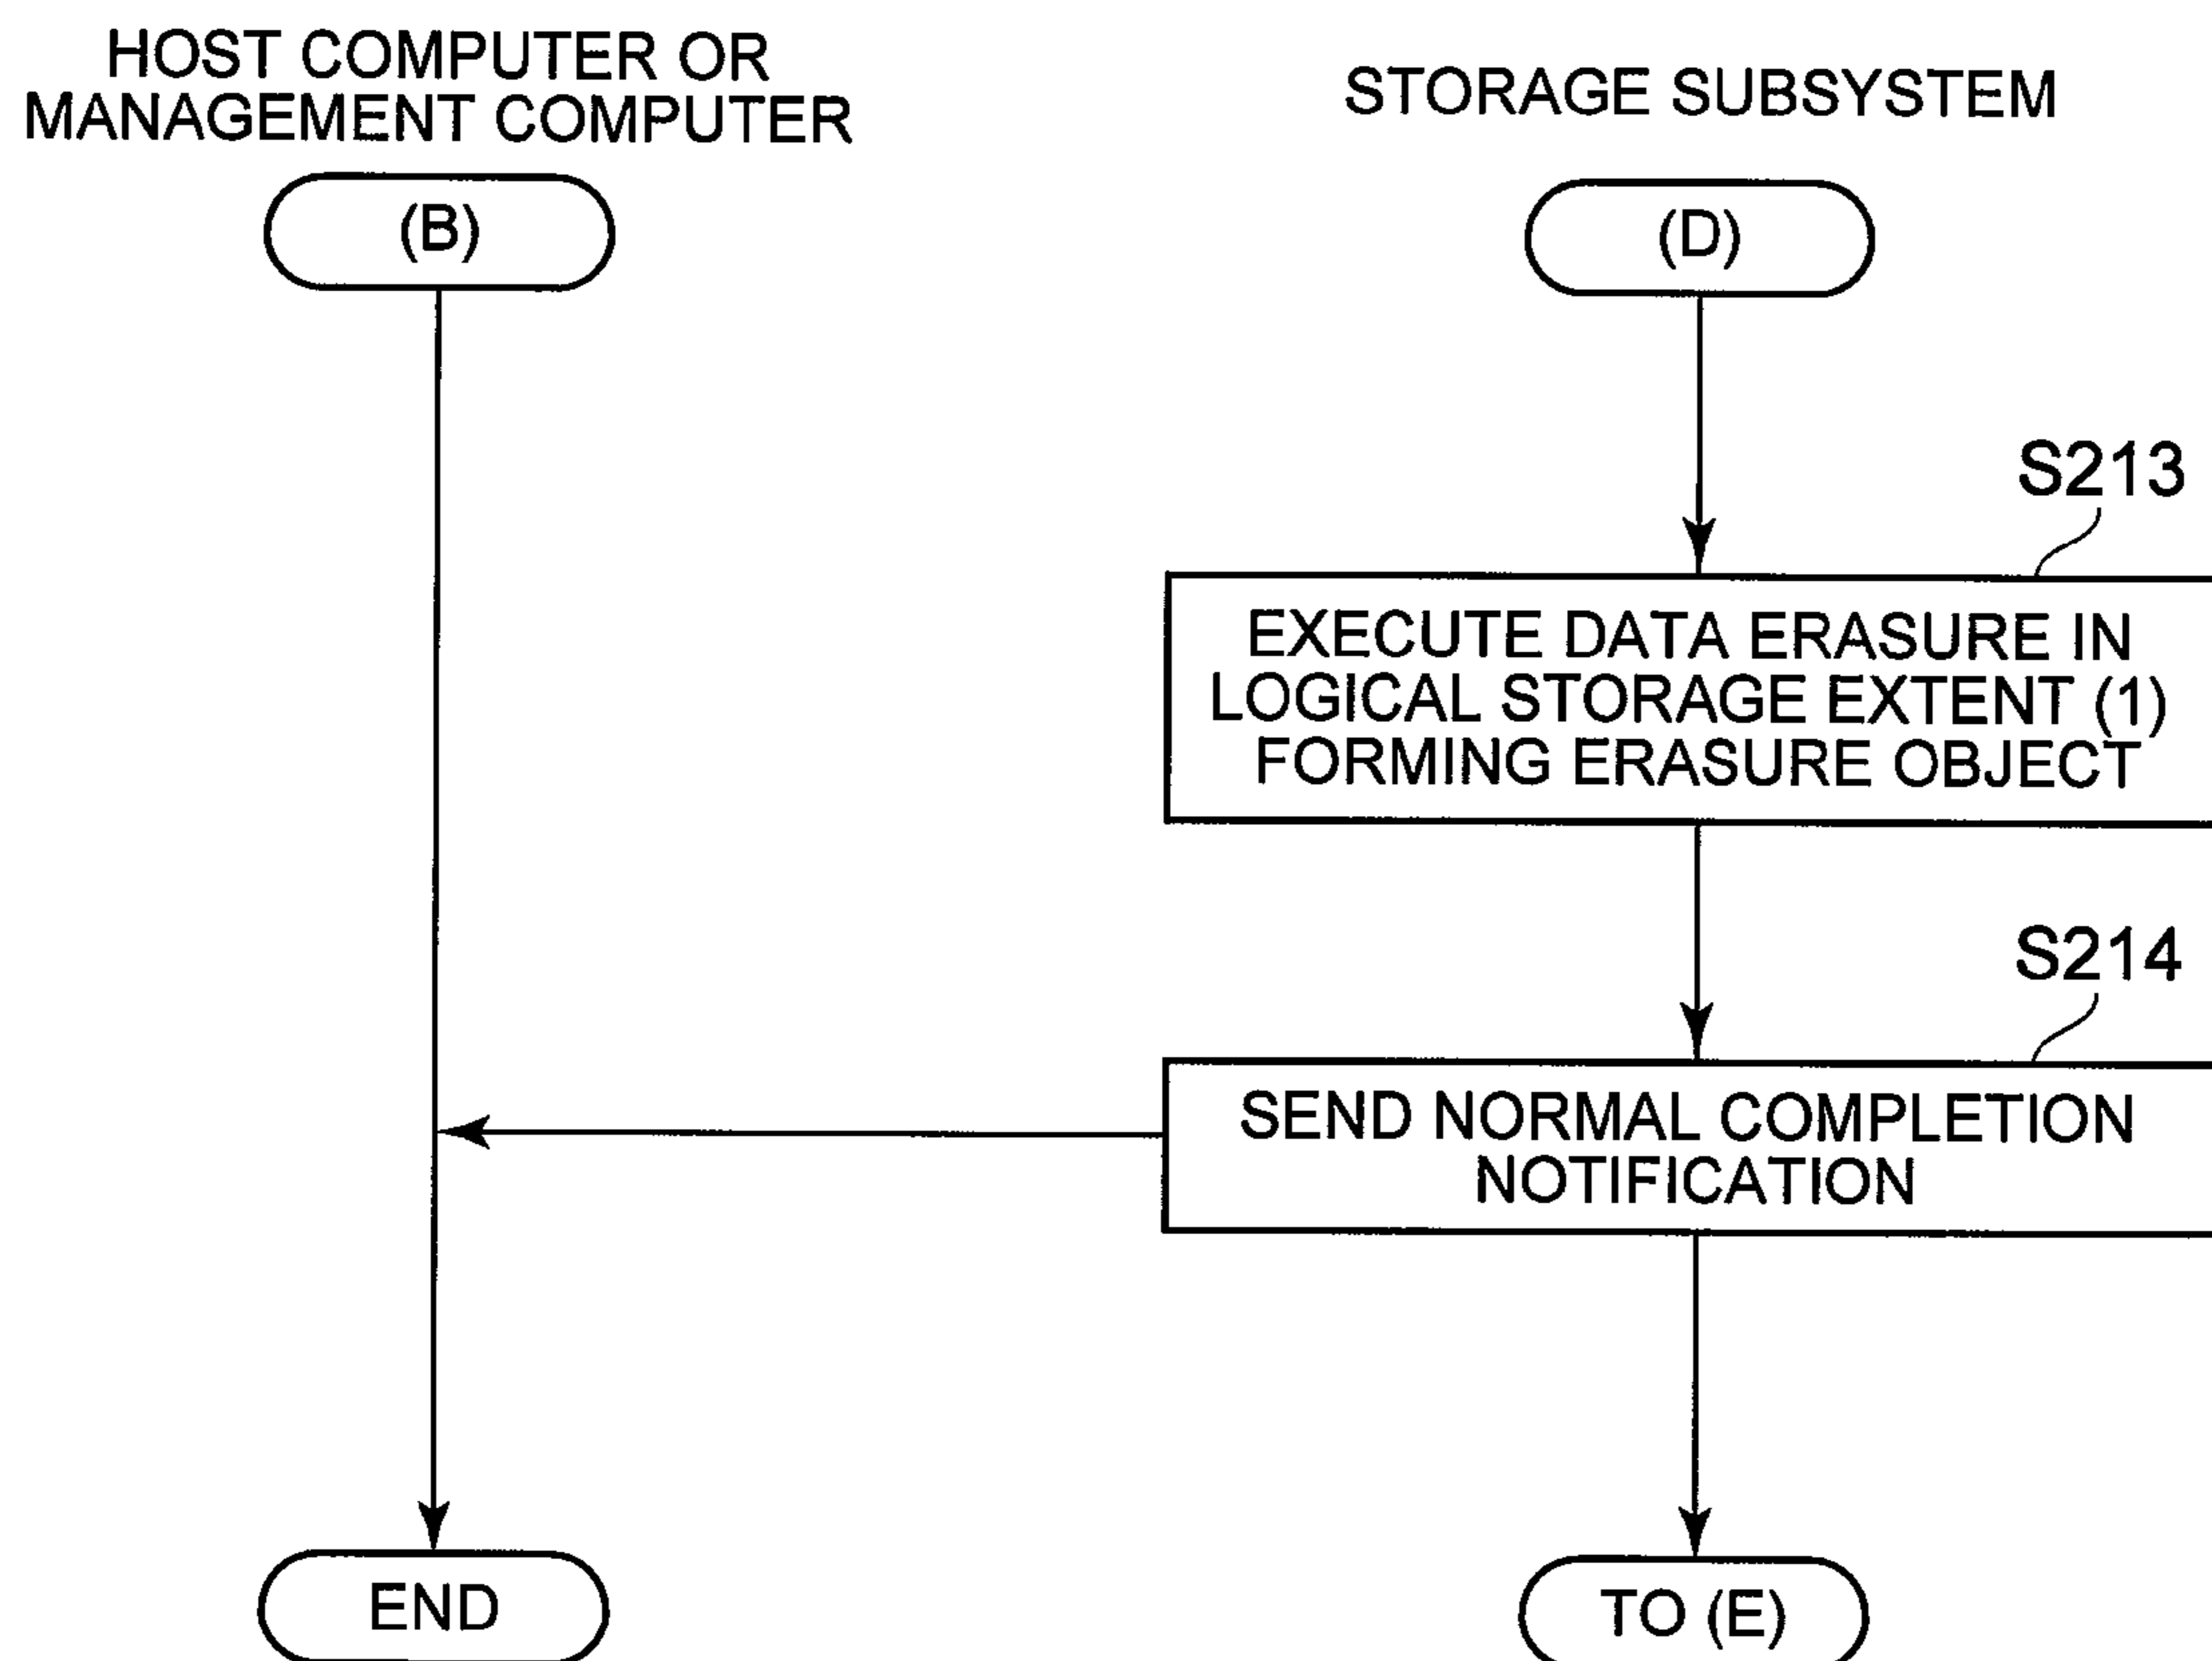 HOST COMPUTER OR
MANAGEMENT COMPUTER
STORAGE SUBSYSTEM
(B)
(D)
S213
EXECUTE DATA ERASURE IN
LOGICAL STORAGE EXTENT (1)
FORMING ERASURE OBJECT
S214
SEND NORMAL COMPLETION
NOTIFICATION
END
TO (E)